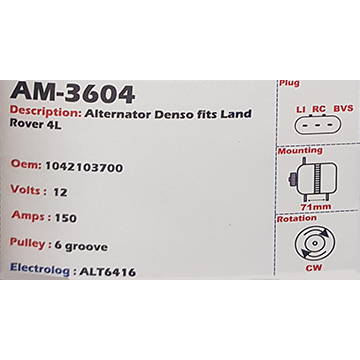 AM-3604
Description: Alternator Denso fits Land
Rover 4L
Oem: 1042103700
Volts : 12
Amps : 150
Pulley : 6 groove
Electrolog : ALT6416
Plug
LI RC BVS
Mounting
71mm
Rotation
CW